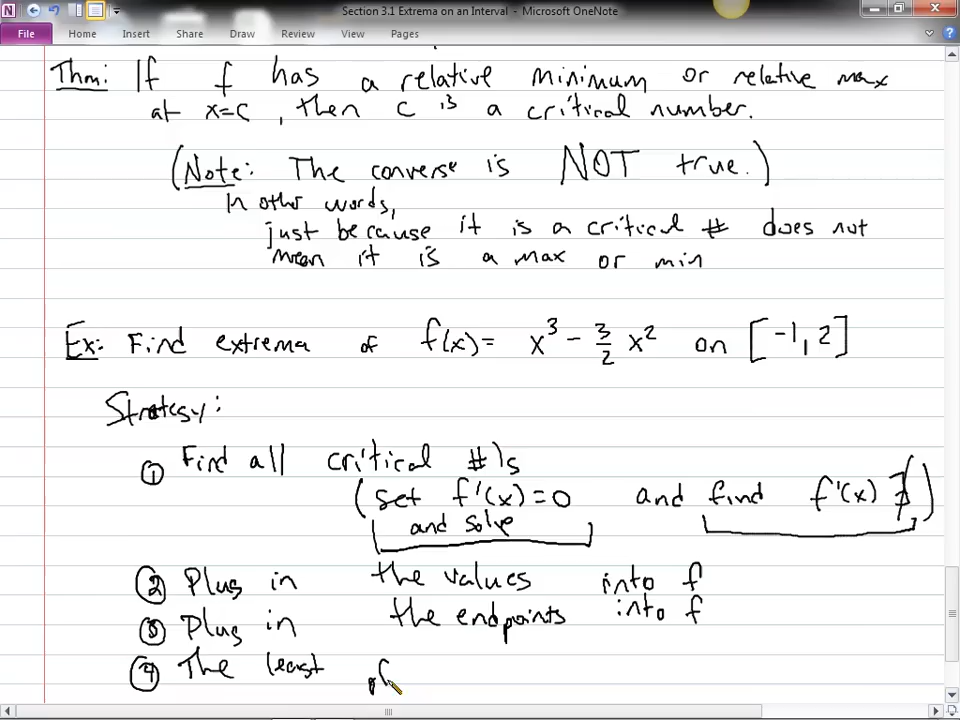 Section 3.1 Extrema on an Interval - Microsoft OneNote
File Home Insert Share Draw Review View Pages
Thm: If f has a relative minimum or relative max
at x=c, then c is a critical number.
(Note: The converse is NOT true.)
In other words,
just because it is a critical # does not
mean it is a max or min
Ex: Find extrema of f(x)= x³ - 3/2 x² on [-1, 2]
Strategy:
① Find all critical #'s
(set f'(x)=0 and find f'(x) ∄)
and solve
② Plug in the values into f
③ Plug in the endpoints into f
④ The least of